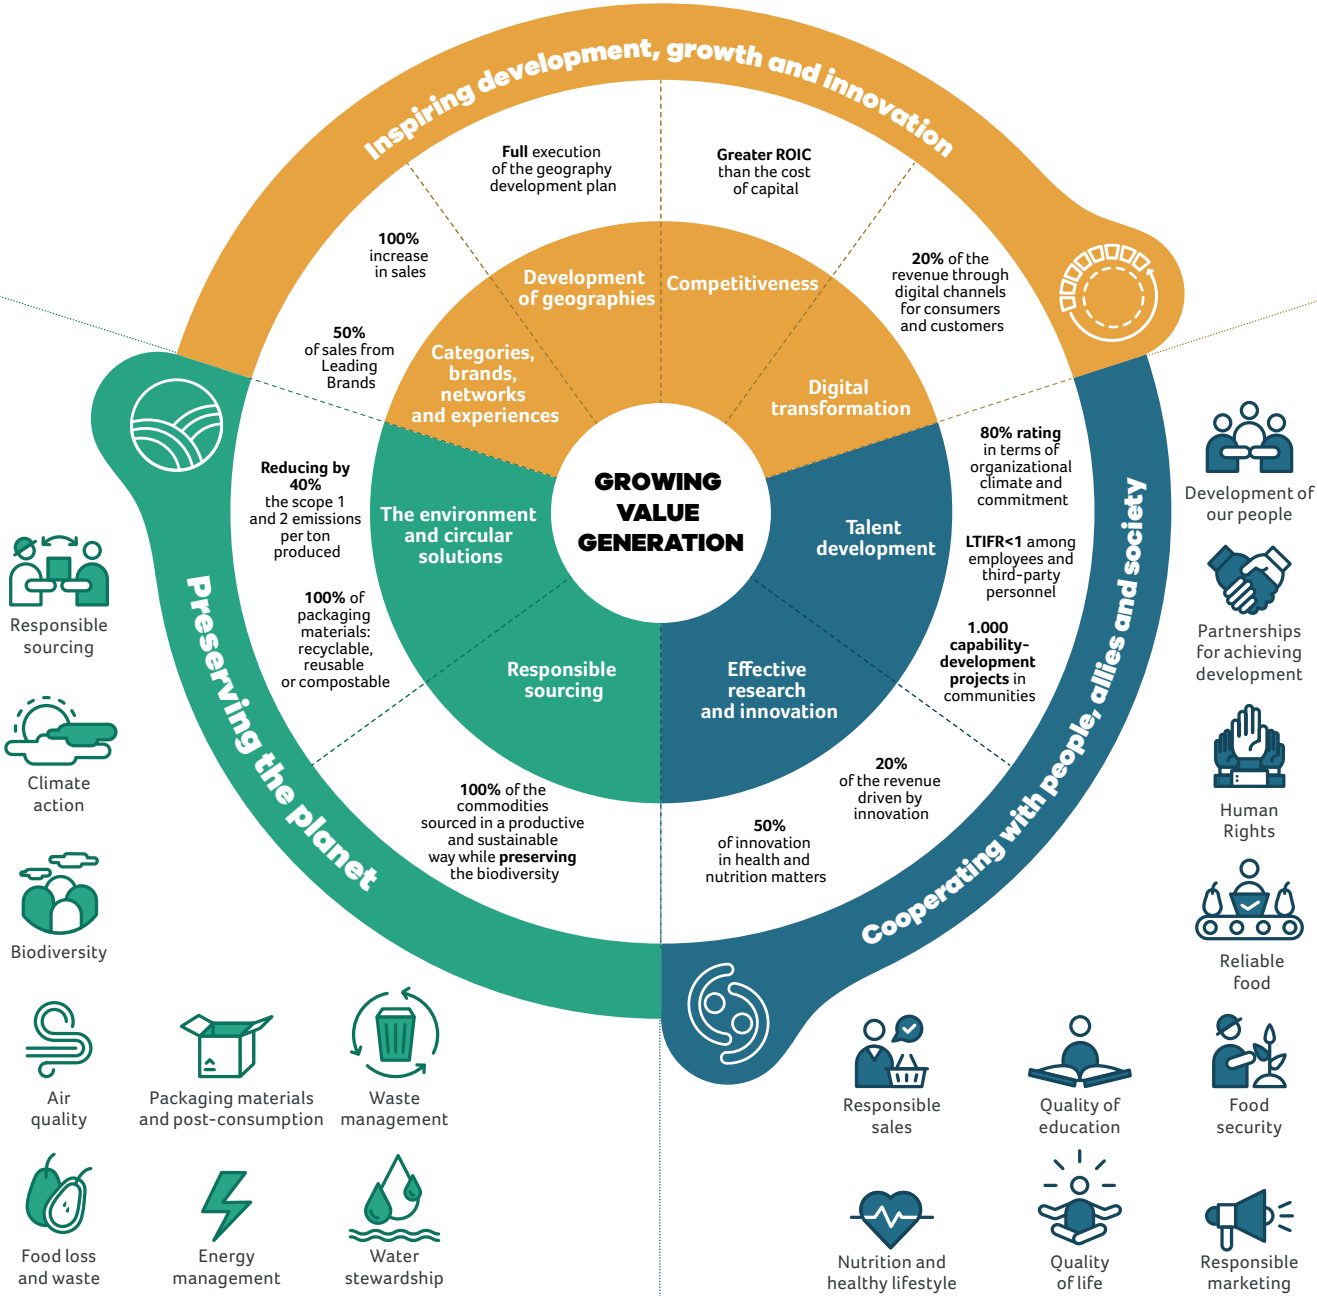 Inspiring development, growth and innovation
Full execution
of the geography
development plan
Greater ROIC
than the cost
of capital
100%
increase
in sales
50%
of sales from
Leading
Brands
20% of the
revenue through
digital channels
for consumers
and customers
Development
of geographies
Competitiveness
Categories,
brands,
networks
and experiences
Digital
transformation
GROWING
VALUE
GENERATION
The environment
and circular
solutions
Responsible
sourcing
Talent
development
Effective
research
and innovation
80% rating
in terms of
organizational
climate and
commitment
LTIFR<1 among
employees and
third-party
personnel
1.000
capability-
development
projects in
communities
20%
of the revenue
driven by
innovation
50%
of innovation
in health and
nutrition matters
Cooperating with people, allies and society
Reducing by
40%
the scope 1
and 2 emissions
per ton
produced
100% of
packaging
materials:
recyclable,
reusable
or compostable
100% of the
commodities
sourced in a productive
and sustainable
way while preserving
the biodiversity
Preserving the planet
Responsible
sourcing
Climate
action
Biodiversity
Air
quality
Packaging materials
and post-consumption
Waste
management
Food loss
and waste
Energy
management
Water
stewardship
Development of
our people
Partnerships
for achieving
development
Human
Rights
Reliable
food
Responsible
sales
Quality of
education
Food
security
Nutrition and
healthy lifestyle
Quality
of life
Responsible
marketing